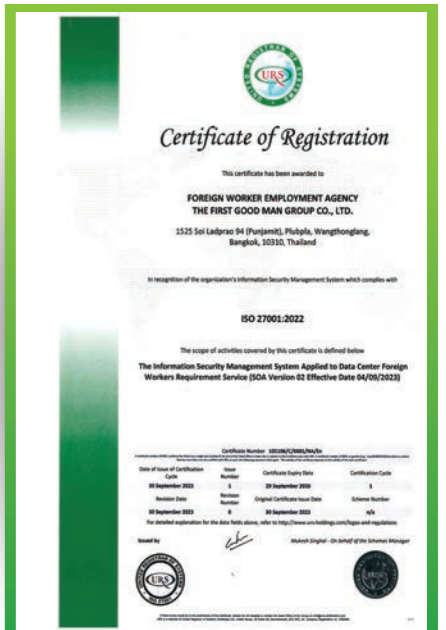 UNITED REGISTRAR OF SYSTEMS
URS
Certificate of Registration
This certificate has been awarded to
FOREIGN WORKER EMPLOYMENT AGENCY
THE FIRST GOOD MAN GROUP CO., LTD.
1525 Soi Ladprao 94 (Punjamit), Plubpla, Wangthonglang,
Bangkok, 10310, Thailand
In recognition of the organization's Information Security Management System which complies with
ISO 27001:2022
The scope of activities covered by this certificate is defined below
The Information Security Management System Applied to Data Center Foreign
Workers Requirement Service (SOA Version 02 Effective Date 04/09/2023)
Certificate Number
Date of Issue of Certification Cycle
Issue Number
Certificate Expiry Date
Certification Cycle
30 September 2023
1
29 September 2026
1
Revision Date
Revision Number
Original Certificate Issue Date
Scheme Number
30 September 2023
0
30 September 2023
n/a
For detailed explanation for the data fields above, refer to http://www.urs-holdings.com/logos-and-regulations
Issued by
Mukesh Singhal - On behalf of the Schemes Manager
URS